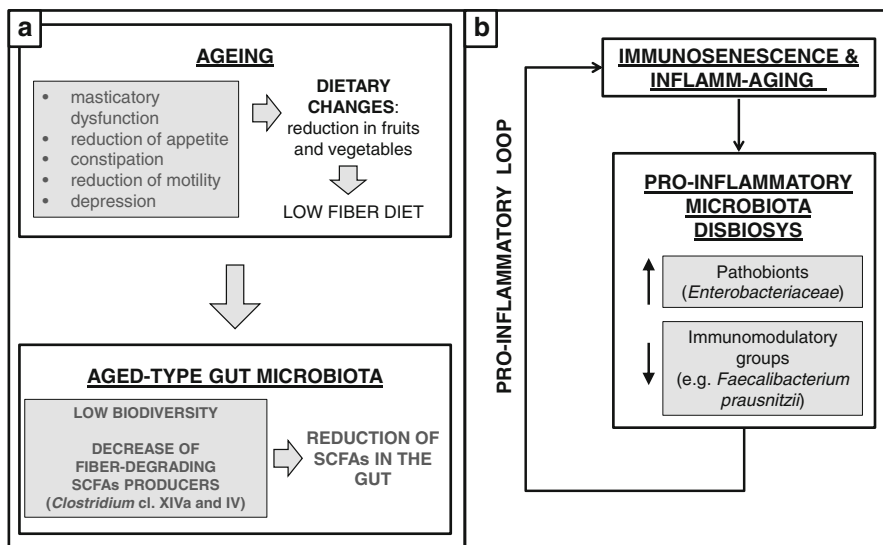 a
AGEING
• masticatory
dysfunction
• reduction of appetite
• constipation
• reduction of motility
• depression
DIETARY
CHANGES:
reduction in fruits
and vegetables
LOW FIBER DIET
AGED-TYPE GUT MICROBIOTA
LOW BIODIVERSITY
DECREASE OF
FIBER-DEGRADING
SCFAs PRODUCERS
(Clostridium cl. XIVa and IV)
REDUCTION OF
SCFAs IN THE
GUT
b
PRO-INFLAMMATORY LOOP
IMMUNOSENESCENCE &
INFLAMM-AGING
PRO-INFLAMMATORY
MICROBIOTA
DISBIOSYS
Pathobionts
(Enterobacteriaceae)
Immunomodulatory
groups
(e.g. Faecalibacterium
prausnitzii)